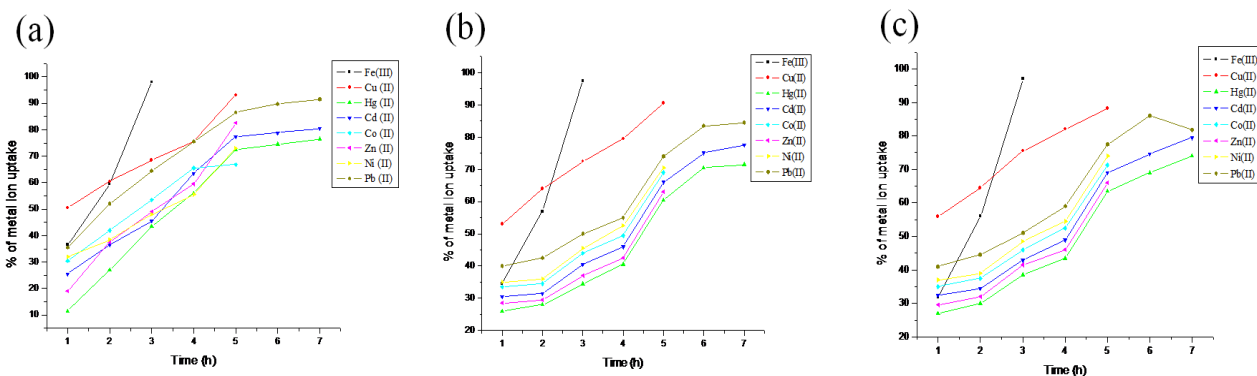 (a)
% of metal Ion uptake
100
90
80
70
60
50
40
30
20
10
1 2 3 4 5 6 7
Time (h)
Fe(III)
Cu (II)
Hg (II)
Cd (II)
Co (II)
Zn(II)
Ni (II)
Pb (II)
(b)
% of metal ion uptake
100
90
80
70
60
50
40
30
20
1 2 3 4 5 6 7
Time (h)
Fe(III)
Cu(II)
Hg(II)
Cd(II)
Co(II)
Zn(II)
Ni(II)
Pb(II)
(c)
% of metal ion uptake
100
90
80
70
60
50
40
30
20
1 2 3 4 5 6 7
Time (h)
Fe(III)
Cu(II)
Hg(II)
Cd(II)
Co(II)
Zn(II)
Ni(II)
Pb(II)